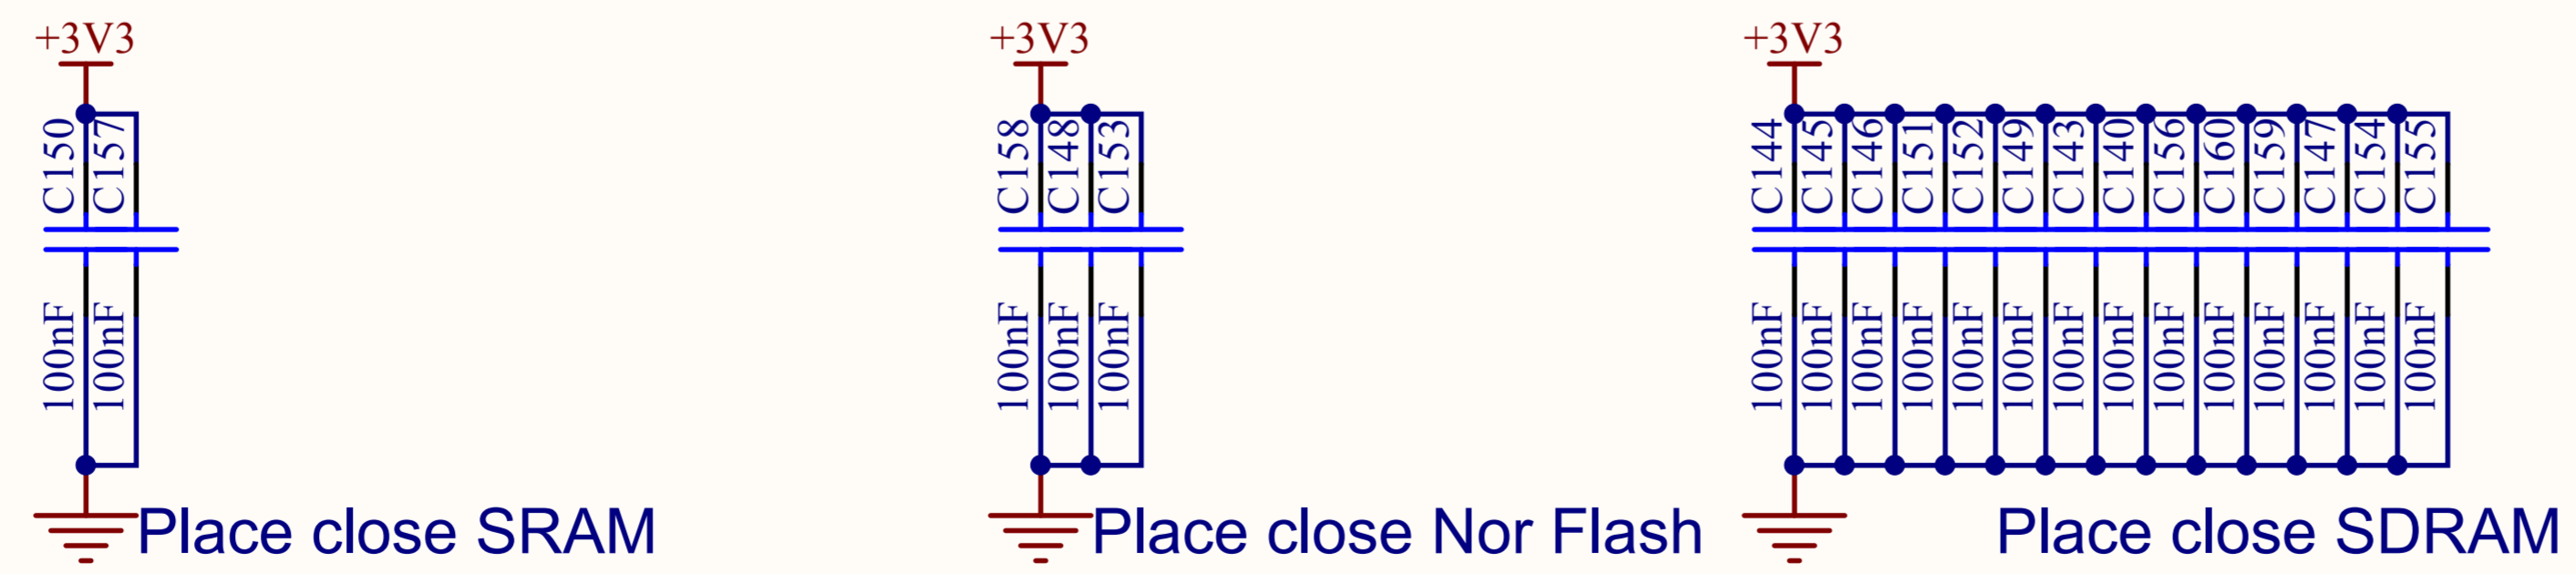 +3V3
C150
C157
100nF
100nF
Place close SRAM
+3V3
C158
C148
C153
100nF
100nF
100nF
Place close Nor Flash
+3V3
C144
C145
C146
C151
C152
C149
C143
C140
C156
C160
C159
C147
C154
C155
100nF
100nF
100nF
100nF
100nF
100nF
100nF
100nF
100nF
100nF
100nF
100nF
100nF
100nF
Place close SDRAM